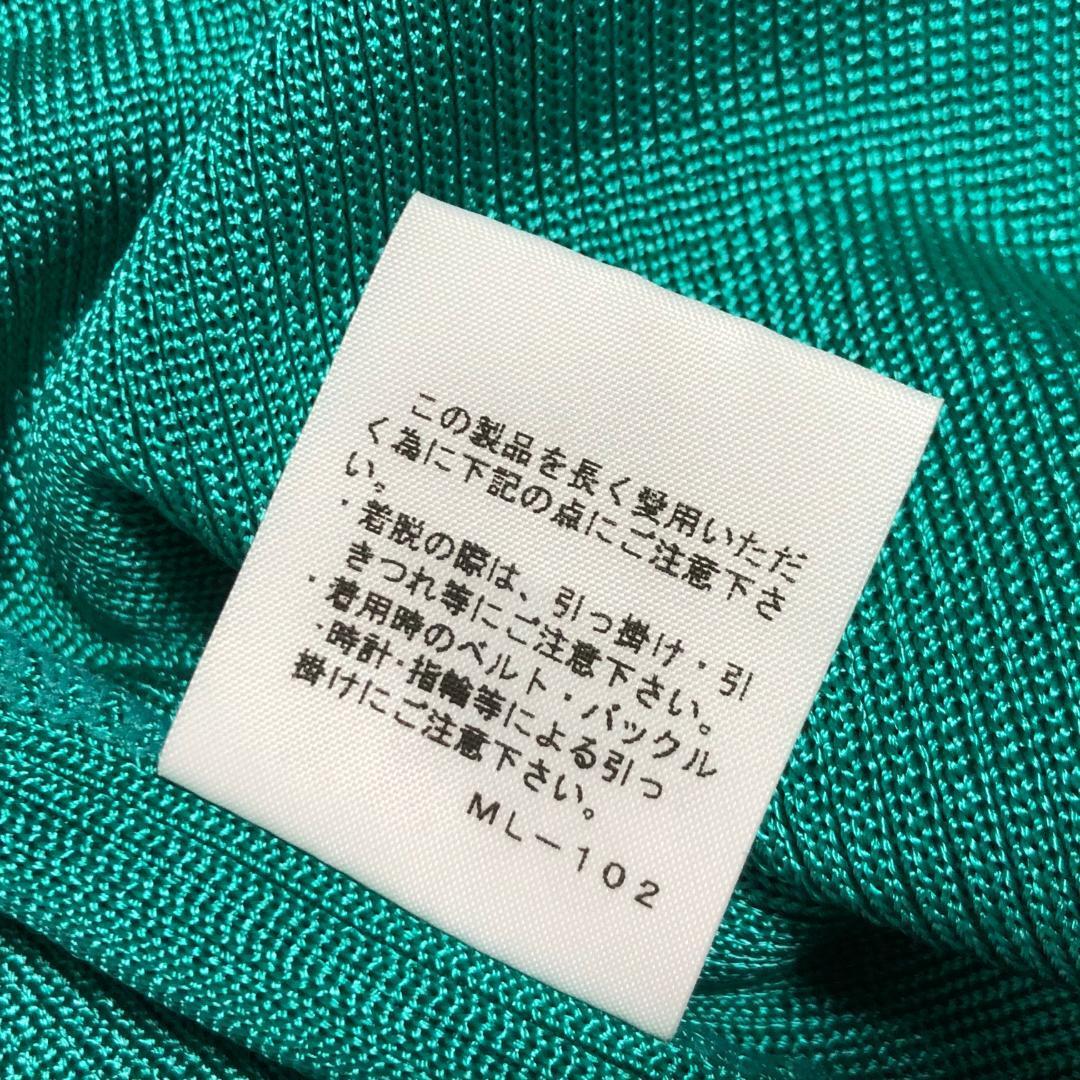 この製品を長く愛用いただ
く為に下記の点にご注意下さ
い。
・着脱の際は、引っ掛け・引
きつれ等にご注意下さい。
・着用時のベルト・バックル
・時計・指輪等による引っ
掛けにご注意下さい。
ML－102